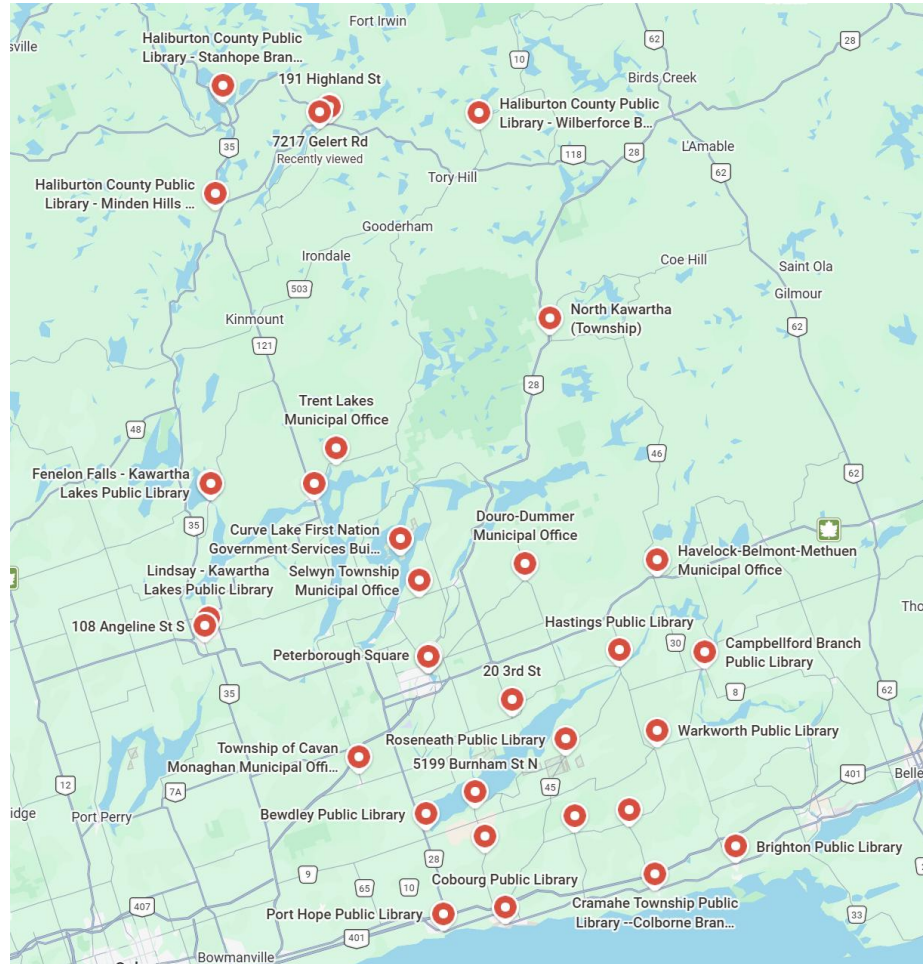 Fort Irwin
sville
Haliburton County Public
Library - Stanhope Bran...
62
28
10
191 Highland St
Birds Creek
Haliburton County Public
Library - Wilberforce B...
7217 Gelert Rd
Recently viewed
35
118
28
L'Amable
62
Tory Hill
Haliburton County Public
Library - Minden Hills ...
Gooderham
Irondale
Coe Hill
Saint Ola
Gilmour
503
Kinmount
North Kawartha
(Township)
62
121
28
Trent Lakes
Municipal Office
48
46
Fenelon Falls - Kawartha
Lakes Public Library
62
35
Curve Lake First Nation
Government Services Bui...
Douro-Dummer
Municipal Office
Havelock-Belmont-Methuen
Municipal Office
Lindsay - Kawartha
Lakes Public Library
Selwyn Township
Municipal Office
Tho
108 Angeline St S
Hastings Public Library
30
Campbellford Branch
Public Library
Peterborough Square
20 3rd St
35
8
62
Roseneath Public Library
Warkworth Public Library
Township of Cavan
Monaghan Municipal Offi...
5199 Burnham St N
401
Belle
12
7A
45
idge
Port Perry
Bewdley Public Library
28
Brighton Public Library
9
65
10
Cobourg Public Library
Cramahe Township Public
Library --Colborne Bran...
407
Port Hope Public Library
33
401
Bowmanville